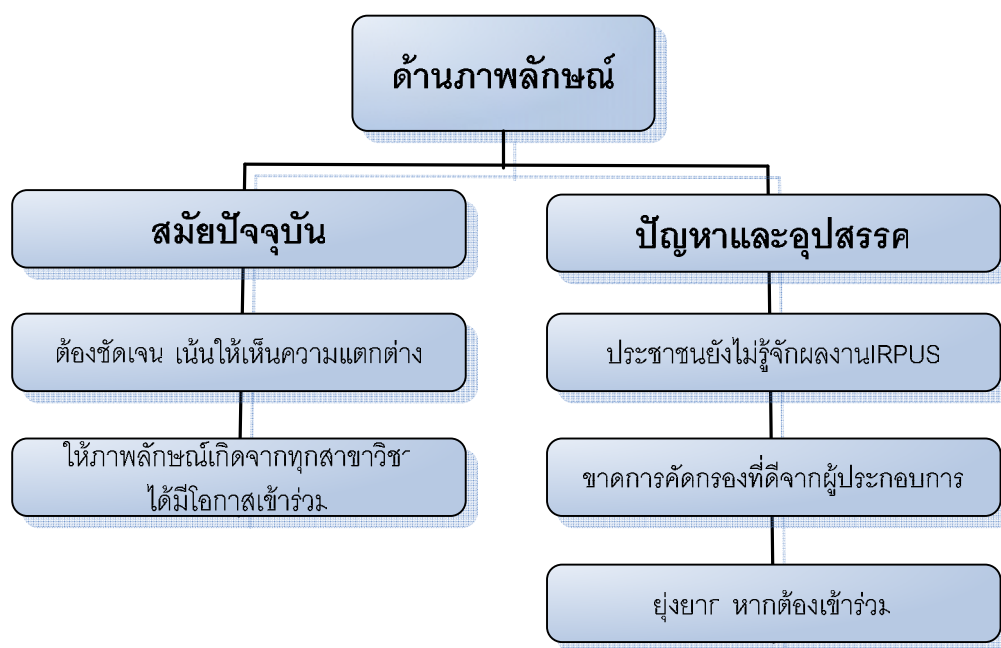 ด้านภาพลักษณ์
สมัยปัจจุบัน
ต้องชัดเจน เน้นให้เห็นความแตกต่าง
ให้ภาพลักษณ์เกิดจากทุกสาขาวิชา
ได้มีโอกาสเข้าร่วม
ปัญหาและอุปสรรค
ประชาชนยังไม่รู้จักผลงานIRPUS
ขาดการคัดกรองที่ดีจากผู้ประกอบการ
ยุ่งยาก หากต้องเข้าร่วม